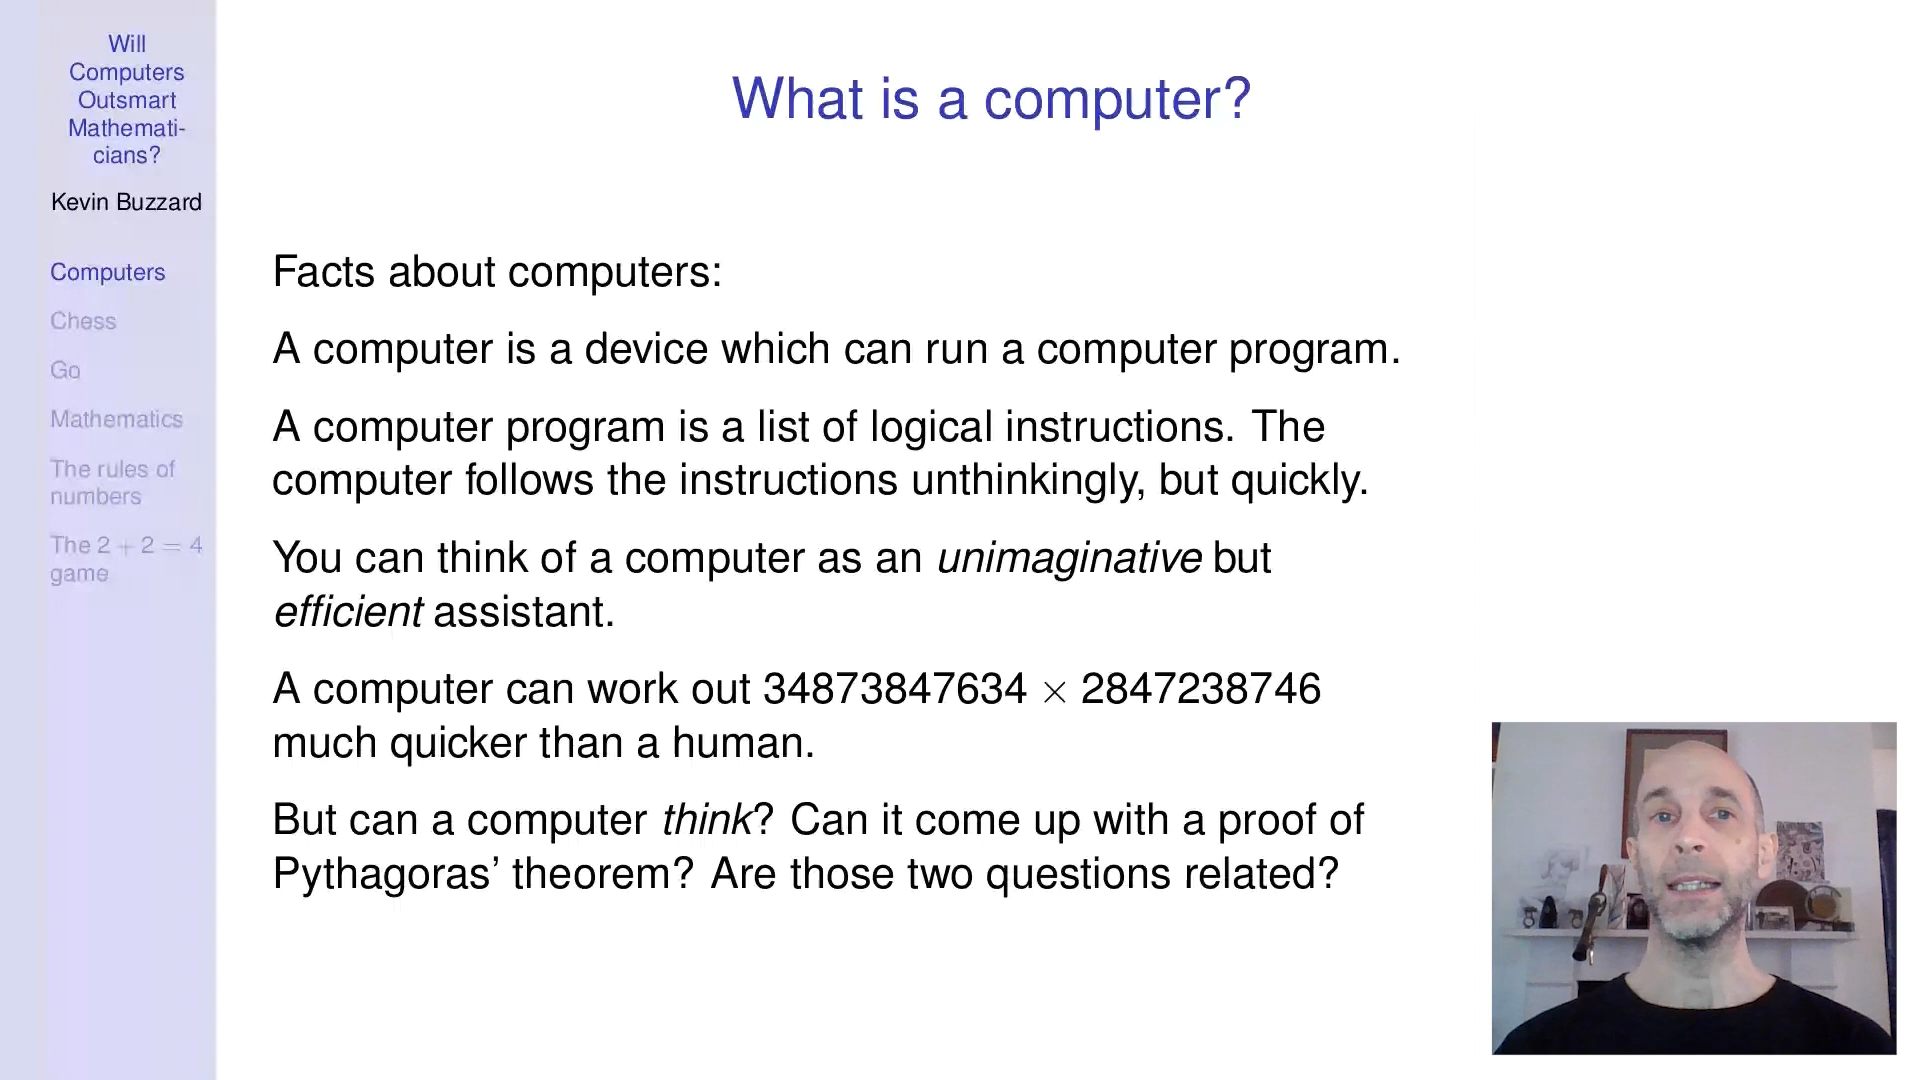 Will
Computers
Outsmart
Mathemati-
cians?
Kevin Buzzard
Computers
Chess
Go
Mathematics
The rules of
numbers
The 2 + 2 = 4
game
What is a computer?
Facts about computers:
A computer is a device which can run a computer program.
A computer program is a list of logical instructions. The
computer follows the instructions unthinkingly, but quickly.
You can think of a computer as an unimaginative but
efficient assistant.
A computer can work out 34873847634 × 2847238746
much quicker than a human.
But can a computer think? Can it come up with a proof of
Pythagoras’ theorem? Are those two questions related?